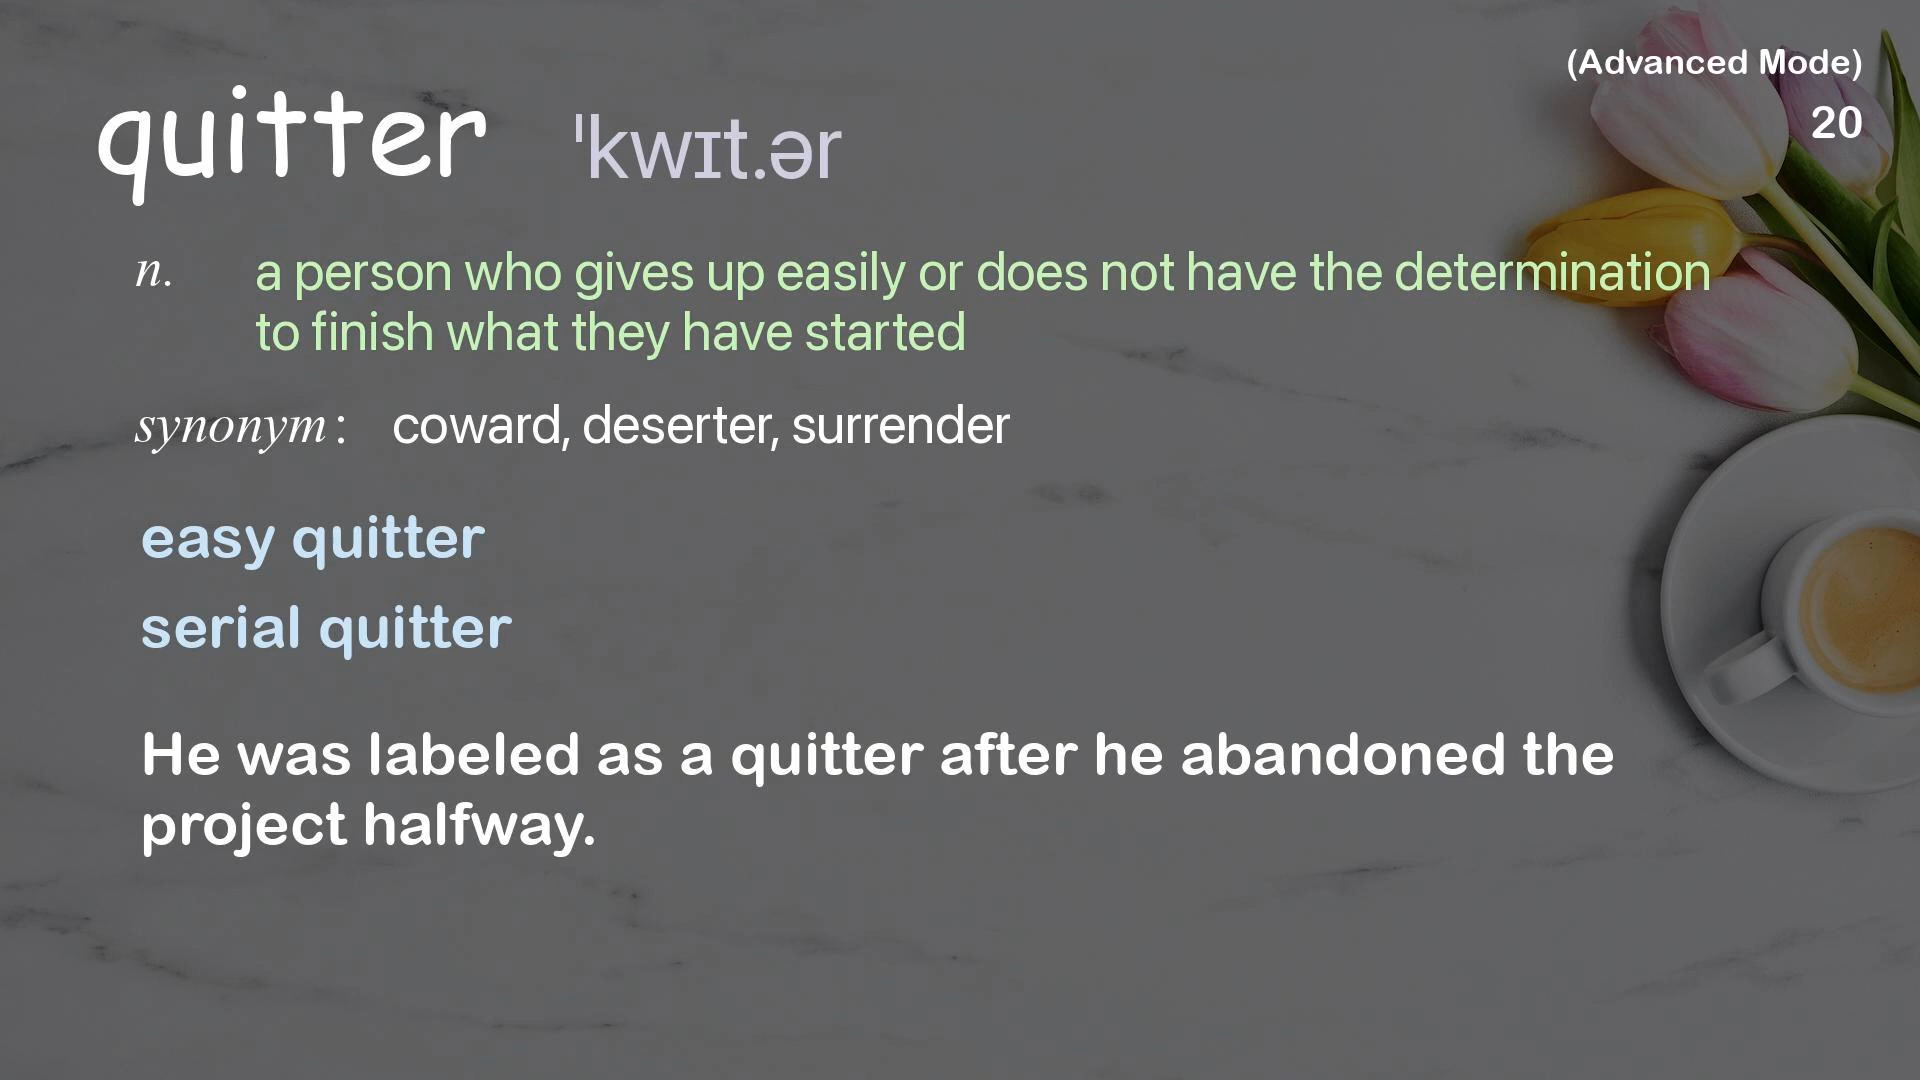 (Advanced Mode)
20
quitter ˈkwɪt.ər
n. a person who gives up easily or does not have the determination
to finish what they have started
synonym: coward, deserter, surrender
easy quitter
serial quitter
He was labeled as a quitter after he abandoned the
project halfway.